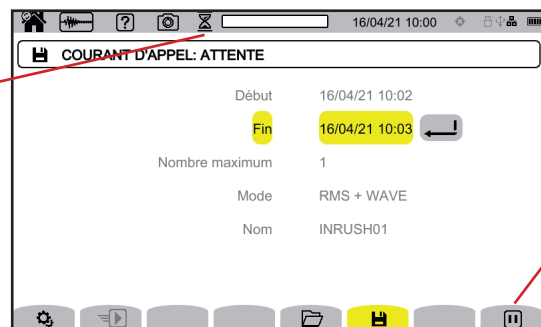 16/04/21 10:00
COURANT D'APPEL: ATTENTE
Début 16/04/21 10:02
Fin 16/04/21 10:03
Nombre maximum 1
Mode RMS + WAVE
Nom INRUSH01